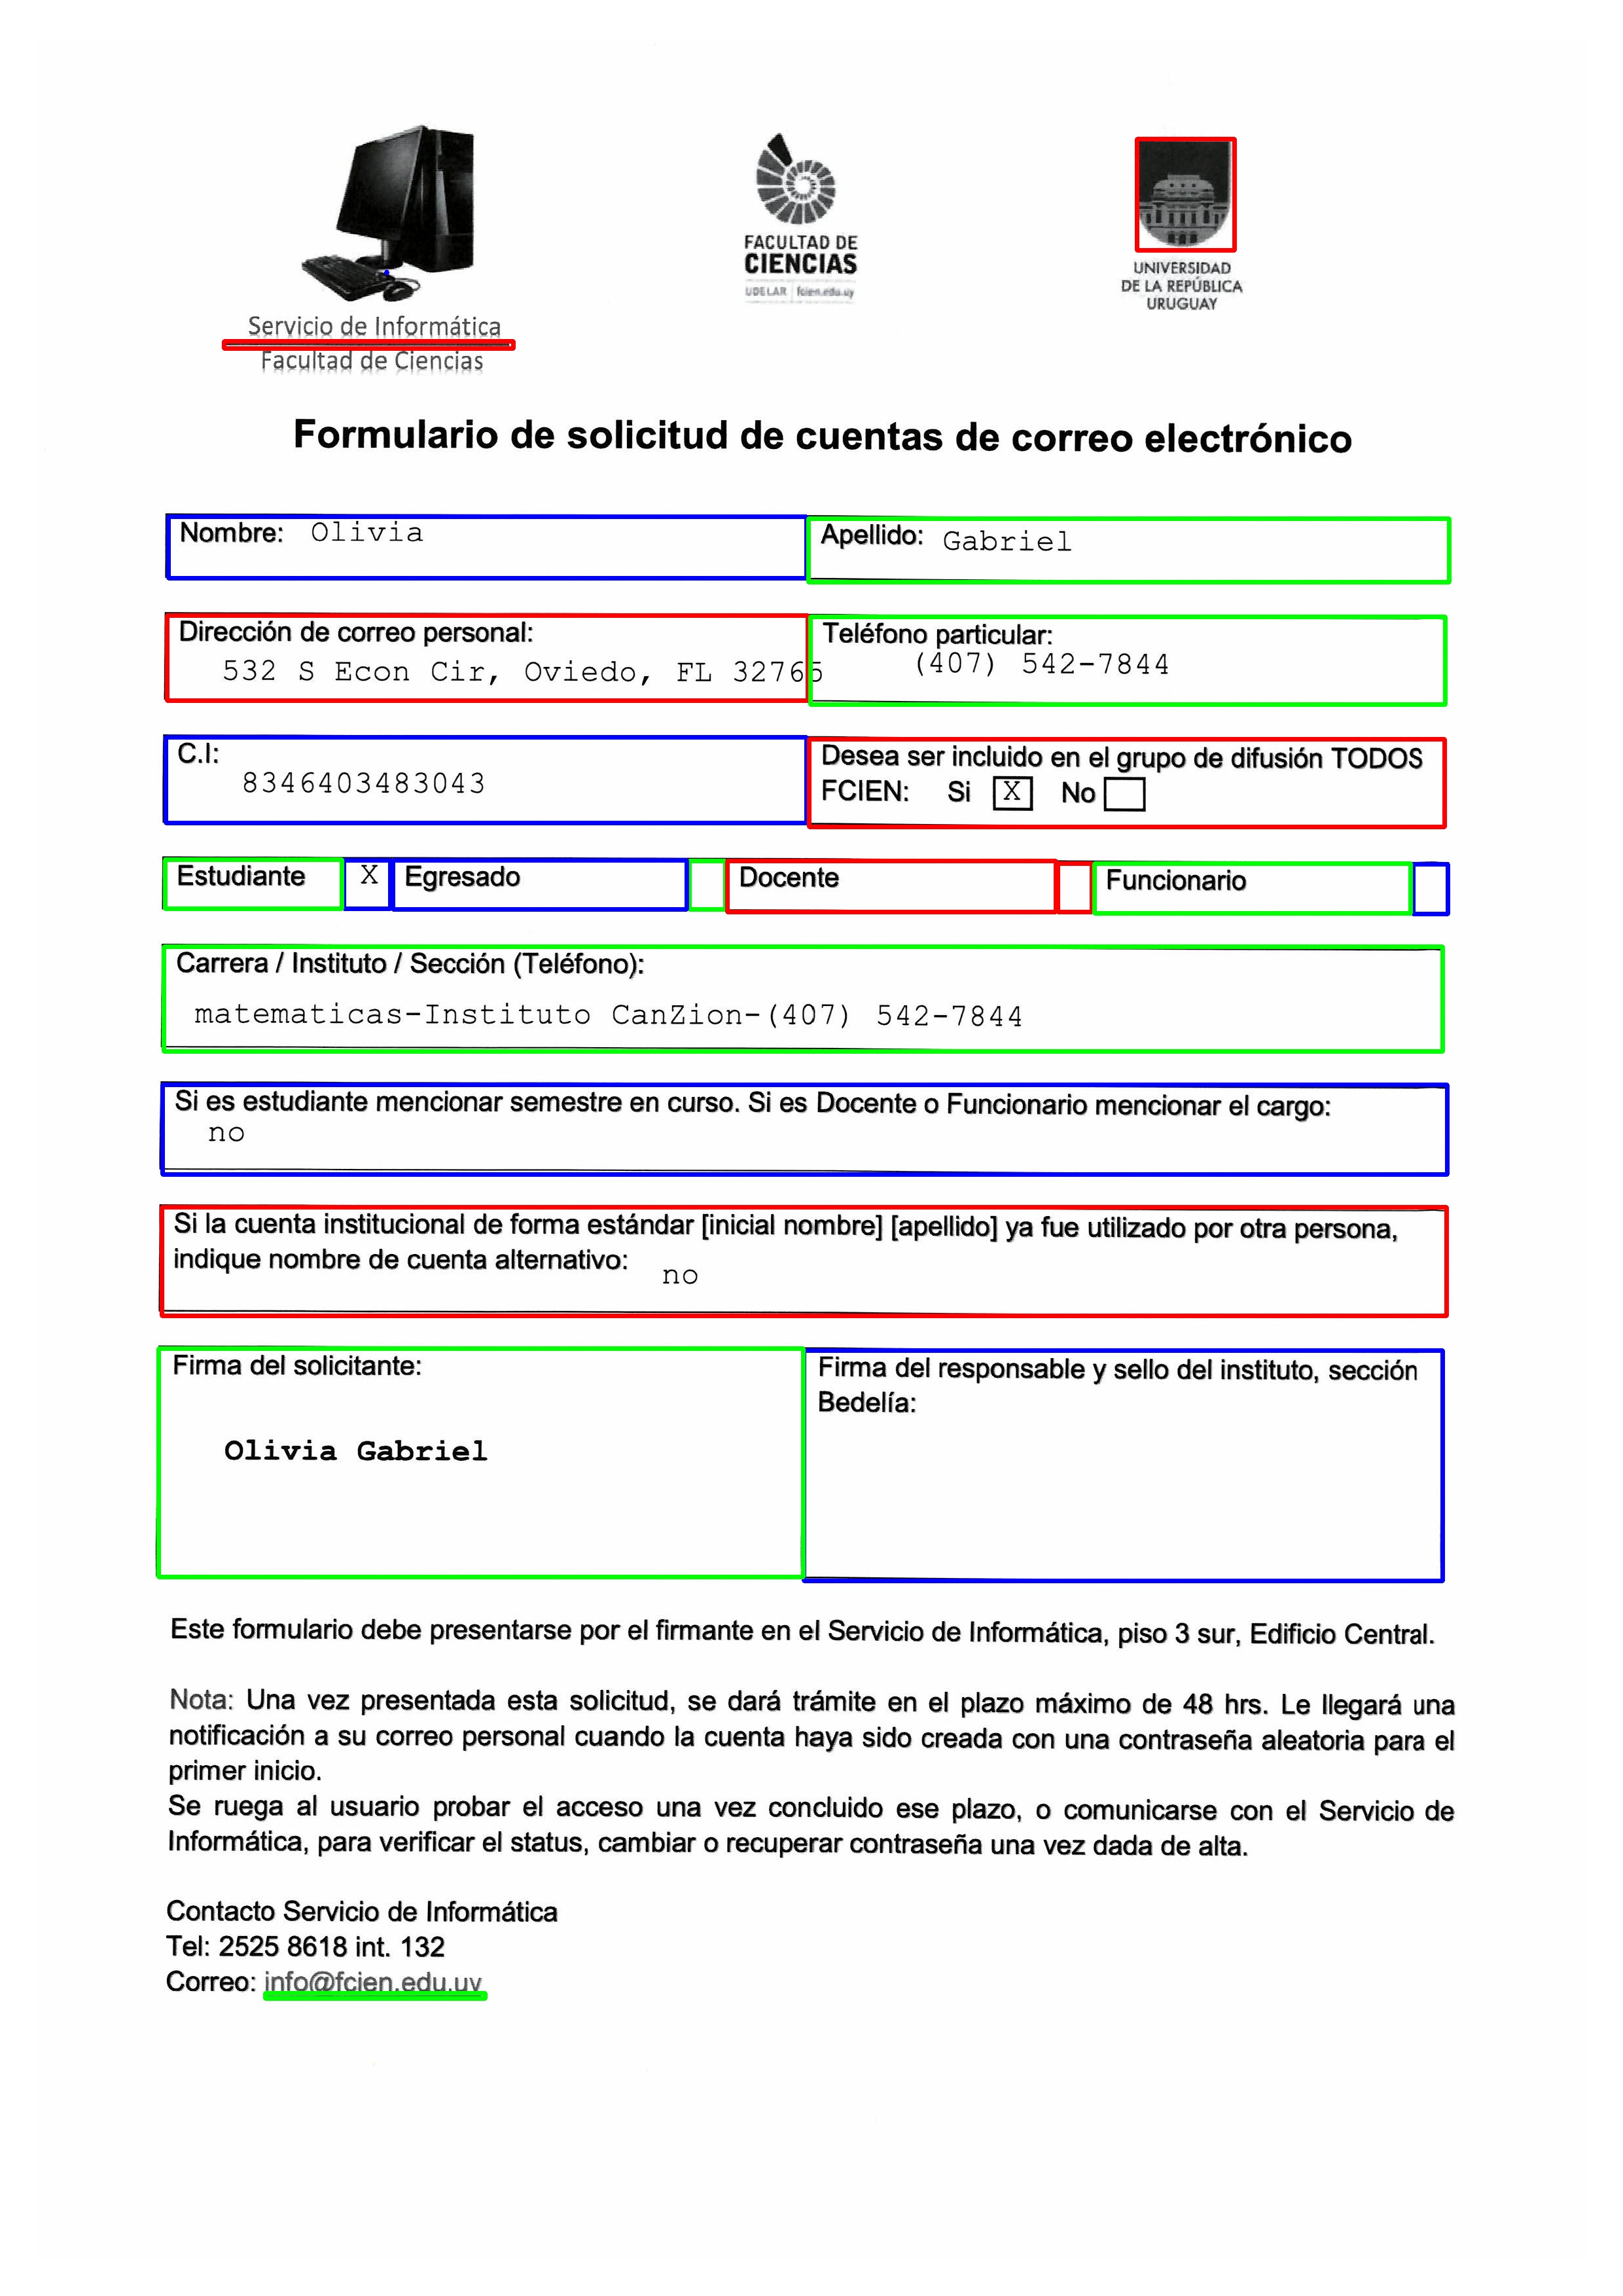 Servicio de Informática
Facultad de Ciencias
FACULTAD DE
CIENCIAS
UDELAR fcien.edu.uy
UNIVERSIDAD
DE LA REPÚBLICA
URUGUAY
Formulario de solicitud de cuentas de correo electrónico
Nombre: Olivia
Apellido: Gabriel
Dirección de correo personal:
532 S Econ Cir, Oviedo, FL 32765
Teléfono particular:
(407) 542-7844
C.I:
8346403483043
Desea ser incluido en el grupo de difusión TODOS
FCIEN: Si X No
Estudiante X Egresado Docente Funcionario
Carrera / Instituto / Sección (Teléfono):
matematicas-Instituto CanZion-(407) 542-7844
Si es estudiante mencionar semestre en curso. Si es Docente o Funcionario mencionar el cargo:
no
Si la cuenta institucional de forma estándar [inicial nombre] [apellido] ya fue utilizado por otra persona,
indique nombre de cuenta alternativo: no
Firma del solicitante:
Olivia Gabriel
Firma del responsable y sello del instituto, sección
Bedelía:
Este formulario debe presentarse por el firmante en el Servicio de Informática, piso 3 sur, Edificio Central.
Nota: Una vez presentada esta solicitud, se dará trámite en el plazo máximo de 48 hrs. Le llegará una
notificación a su correo personal cuando la cuenta haya sido creada con una contraseña aleatoria para el
primer inicio.
Se ruega al usuario probar el acceso una vez concluido ese plazo, o comunicarse con el Servicio de
Informática, para verificar el status, cambiar o recuperar contraseña una vez dada de alta.
Contacto Servicio de Informática
Tel: 2525 8618 int. 132
Correo: info@fcien.edu.uy